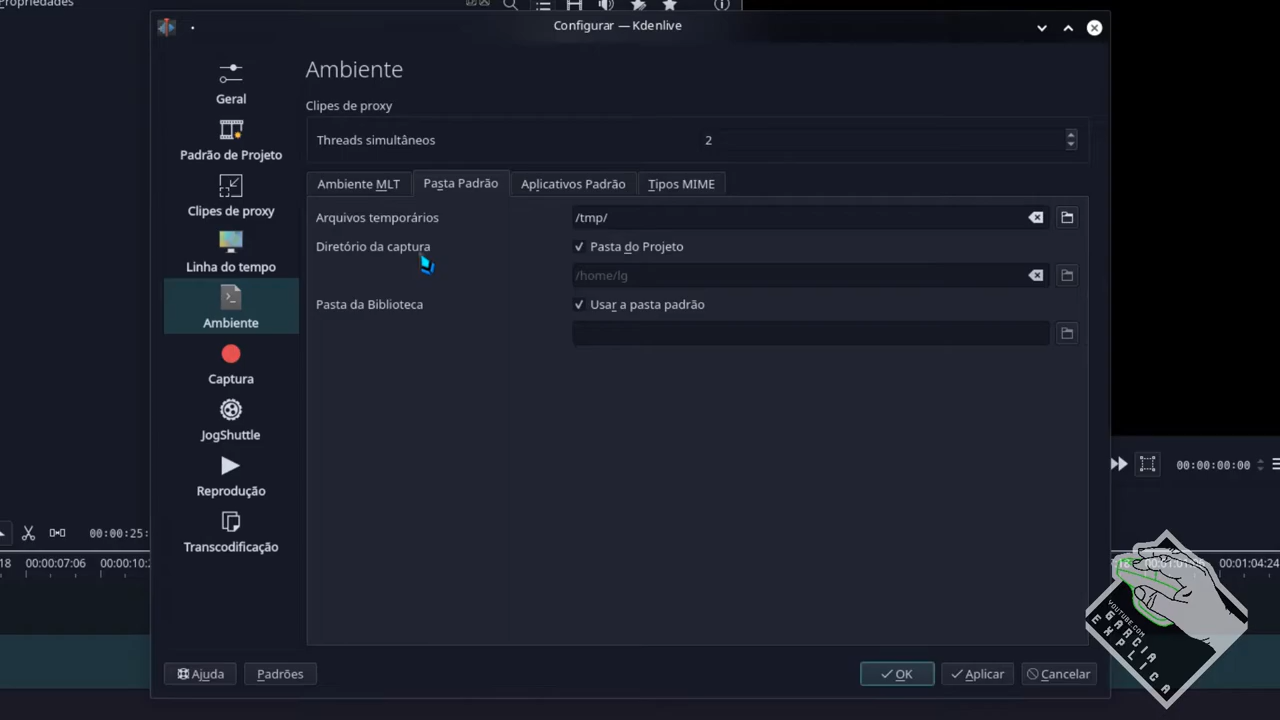 Propriedades
Configurar — Kdenlive
Geral
Padrão de Projeto
Clipes de proxy
Linha do tempo
Ambiente
Captura
JogShuttle
Reprodução
Transcodificação
Ambiente
Clipes de proxy
Threads simultâneos 2
Ambiente MLT Pasta Padrão Aplicativos Padrão Tipos MIME
Arquivos temporários /tmp/
Diretório da captura Pasta do Projeto
/home/lg
Pasta da Biblioteca Usar a pasta padrão
00:00:00:00
00:00:25:
18 00:00:07:06 00:00:10:2
00:01:04:24
Ajuda Padrões OK Aplicar Cancelar
YOUTUBE.COM
GARCIA
EXPLICA